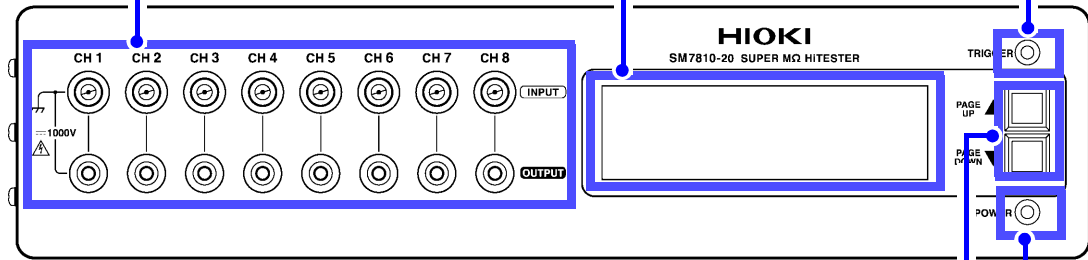 CH 1 CH 2 CH 3 CH 4 CH 5 CH 6 CH 7 CH 8
HIOKI
SM7810-20 SUPER MΩ HiTESTER
TRIGGER
INPUT
1000V
OUTPUT
PAGE
UP
PAGE
DOWN
POWER